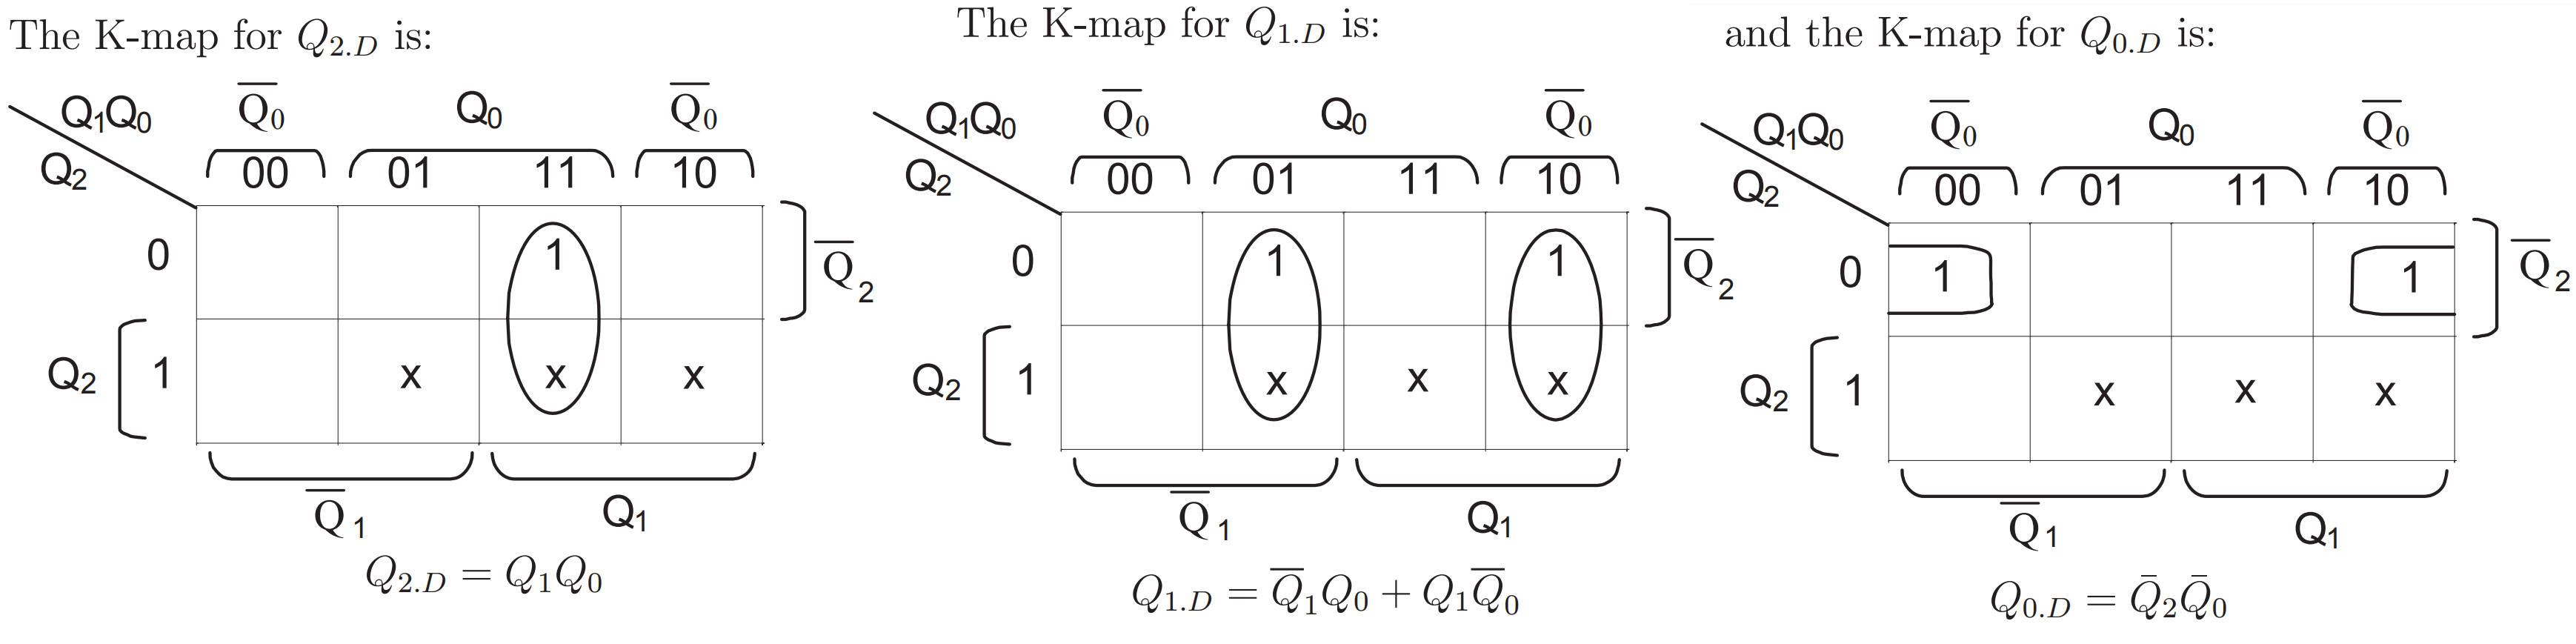 The K-map for $Q_{2.D}$ is:
$Q_1Q_0$
$Q_2$
$\overline{Q}_0$ $Q_0$ $\overline{Q}_0$
00 01 11 10
0 1 $\overline{Q}_2$
$Q_2$ 1 x x x
$\overline{Q}_1$ $Q_1$
$Q_{2.D} = Q_1Q_0$
The K-map for $Q_{1.D}$ is:
$Q_1Q_0$
$Q_2$
$\overline{Q}_0$ $Q_0$ $\overline{Q}_0$
00 01 11 10
0 1 1 $\overline{Q}_2$
$Q_2$ 1 x x x
$\overline{Q}_1$ $Q_1$
$Q_{1.D} = \overline{Q}_1Q_0 + Q_1\overline{Q}_0$
and the K-map for $Q_{0.D}$ is:
$Q_1Q_0$
$Q_2$
$\overline{Q}_0$ $Q_0$ $\overline{Q}_0$
00 01 11 10
0 1 1 $\overline{Q}_2$
$Q_2$ 1 x x x
$\overline{Q}_1$ $Q_1$
$Q_{0.D} = \bar{Q}_2\bar{Q}_0$